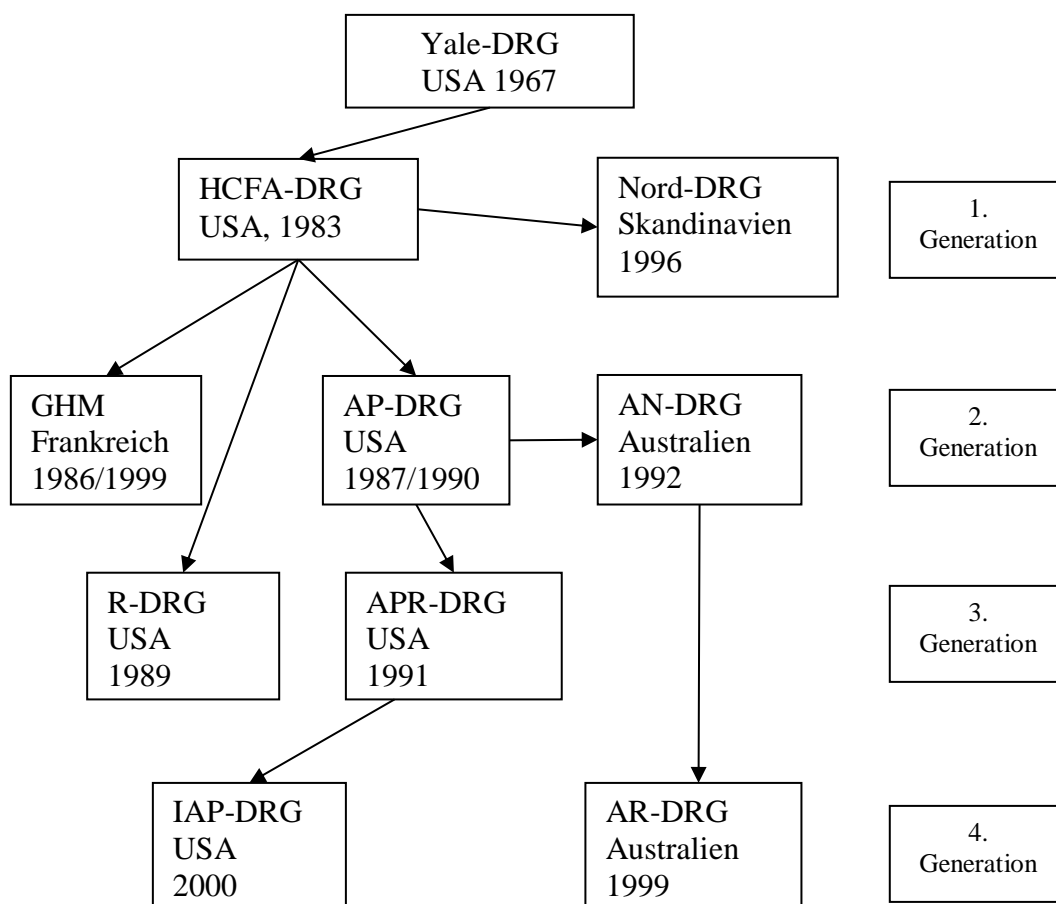 Yale-DRG
USA 1967
HCFA-DRG
USA, 1983
Nord-DRG
Skandinavien
1996
1.
Generation
GHM
Frankreich
1986/1999
AP-DRG
USA
1987/1990
AN-DRG
Australien
1992
2.
Generation
R-DRG
USA
1989
APR-DRG
USA
1991
3.
Generation
IAP-DRG
USA
2000
AR-DRG
Australien
1999
4.
Generation